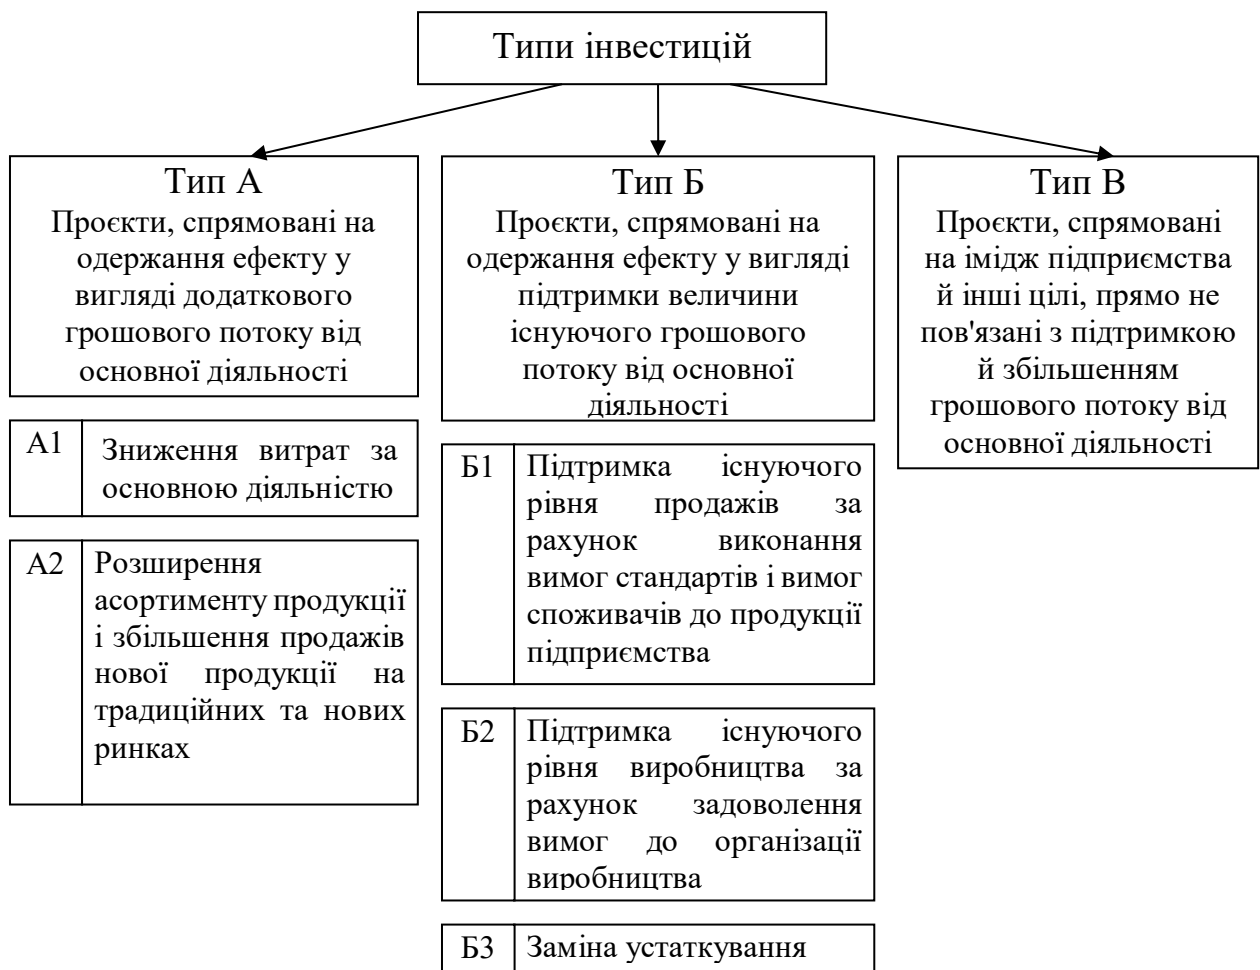 Типи інвестицій
Тип А
Проєкти, спрямовані на
одержання ефекту у
вигляді додаткового
грошового потоку від
основної діяльності
А1
Зниження витрат за
основною діяльністю
А2
Розширення
асортименту продукції
і збільшення продажів
нової продукції на
традиційних та нових
ринках
Тип Б
Проєкти, спрямовані на
одержання ефекту у вигляді
підтримки величини
існуючого грошового
потоку від основної
діяльності
Б1
Підтримка існуючого
рівня продажів за
рахунок виконання
вимог стандартів і вимог
споживачів до продукції
підприємства
Б2
Підтримка існуючого
рівня виробництва за
рахунок задоволення
вимог до організації
виробництва
Б3
Заміна устаткування
Тип В
Проєкти, спрямовані
на імідж підприємства
й інші цілі, прямо не
пов'язані з підтримкою
й збільшенням
грошового потоку від
основної діяльності